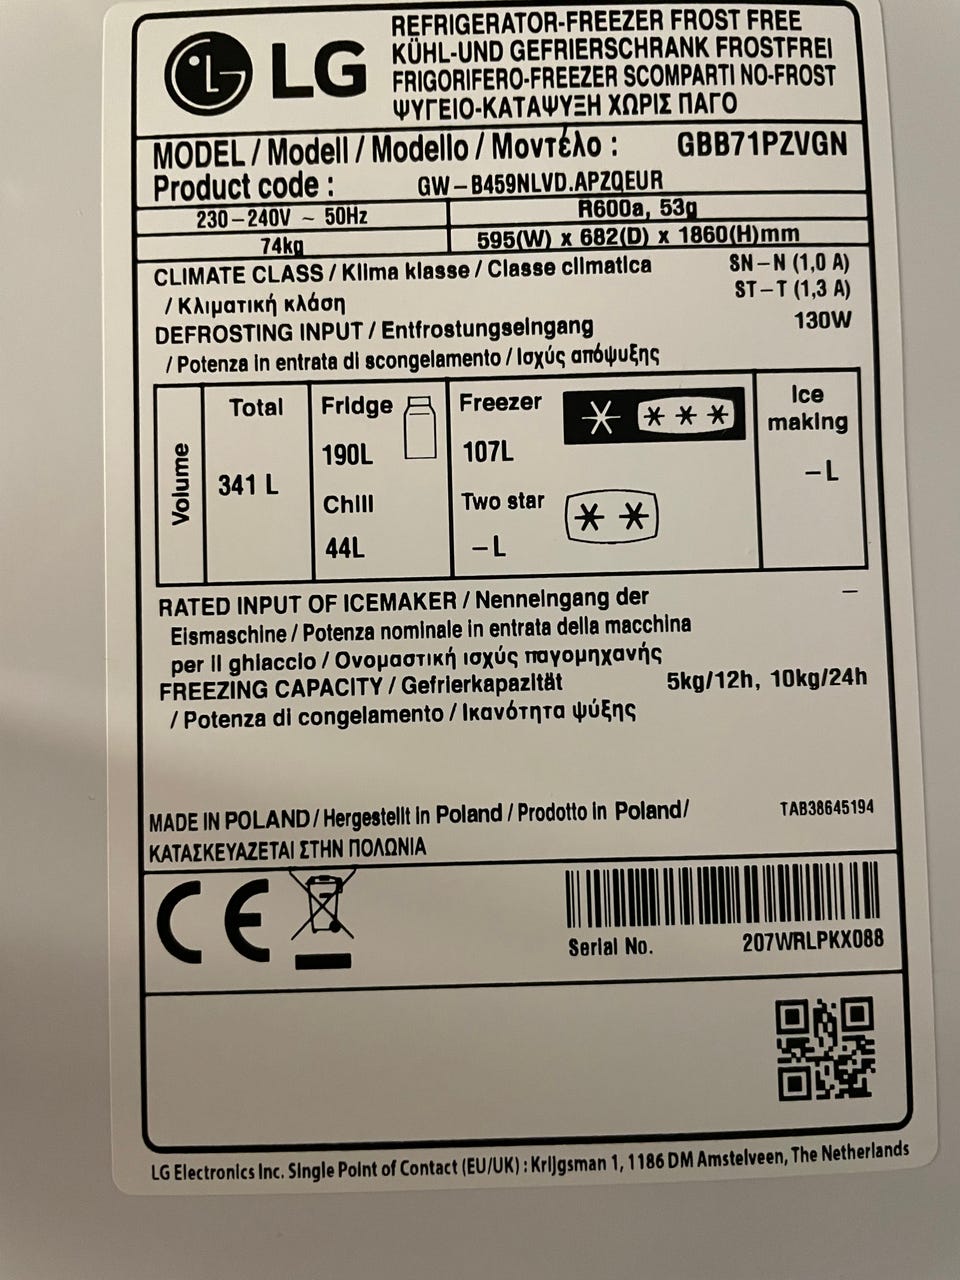 LG
REFRIGERATOR-FREEZER FROST FREE
KÜHL-UND GEFRIERSCHRANK FROSTFREI
FRIGORIFERO-FREEZER SCOMPARTI NO-FROST
ΨΥΓΕΙΟ-ΚΑΤΑΨΥΞΗ ΧΩΡΙΣ ΠΑΓΟ
MODEL / Modell / Modello / Μοντέλο : GBB71PZVGN
Product code : GW-B459NLVD.APZQEUR
230-240V ~ 50Hz R600a, 53g
74kg 595(W) x 682(D) x 1860(H)mm
CLIMATE CLASS / Klima klasse / Classe climatica SN-N (1,0 A)
/ Κλιματική κλάση ST-T (1,3 A)
DEFROSTING INPUT / Entfrostungseingang 130W
/ Potenza in entrata di scongelamento / Ισχύς απόψυξης
Volume
Total
341 L
Fridge
190L
Chill
44L
Freezer
107L
Two star
-L
Ice
making
-L
RATED INPUT OF ICEMAKER / Nenneingang der -
Eismaschine / Potenza nominale in entrata della macchina
per il ghiaccio / Ονομαστική ισχύς παγομηχανής
FREEZING CAPACITY / Gefrierkapazität 5kg/12h, 10kg/24h
/ Potenza di congelamento / Ικανότητα ψύξης
MADE IN POLAND / Hergestellt in Poland / Prodotto in Poland/ TAB38645194
ΚΑΤΑΣΚΕΥΑΖΕΤΑΙ ΣΤΗΝ ΠΟΛΩΝΙΑ
CE
Serial No. 207WRLPKX088
LG Electronics Inc. Single Point of Contact (EU/UK) : Krijgsman 1, 1186 DM Amstelveen, The Netherlands